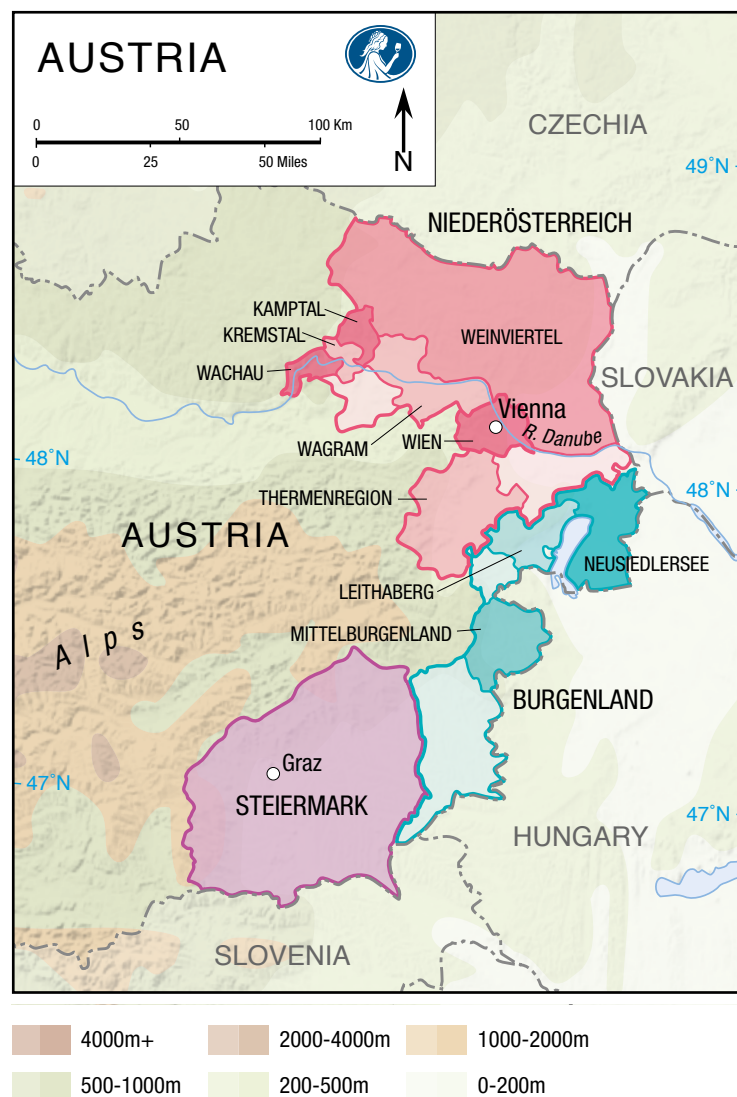 AUSTRIA
0 50 100 Km
0 25 50 Miles
N
CZECHIA
49°N
NIEDERÖSTERREICH
KAMPTAL
KREMSTAL
WEINVIERTEL
WACHAU
SLOVAKIA
Vienna
R. Danube
WAGRAM
WIEN
48°N
48°N
THERMENREGION
AUSTRIA
NEUSIEDLERSEE
LEITHABERG
MITTELBURGENLAND
Alps
BURGENLAND
Graz
47°N
STEIERMARK
47°N
HUNGARY
SLOVENIA
4000m+ 2000-4000m 1000-2000m
500-1000m 200-500m 0-200m